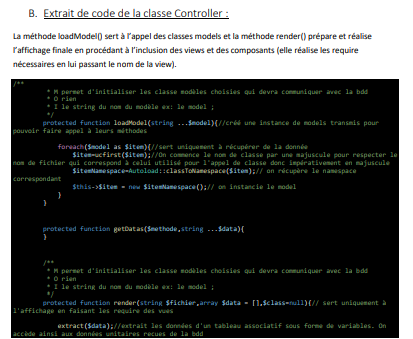 B. Extrait de code de la classe Controller :
La méthode loadModel() sert à l'appel des classes models et la méthode render() prépare et réalise
l'affichage finale en procédant à l'inclusion des views et des composants (elle réalise les require
nécessaires en lui passant le nom de la view).
/**
* M permet d'initialiser les classe modèles choisies qui devra communiquer avec la bdd
* O rien
* I le string du nom du modèle ex: le model ;
*/
protected function loadModel(string ...$model){//crée une instance de models transmis pour
pouvoir faire appel à leurs méthodes
foreach($model as $item){//sert uniquement à récupérer de la donnée
$item=ucfirst($item);//On commence le nom de classe par une majuscule pour respecter le
nom de fichier qui correspond à celui utilisé pour l'appel de classe donc impérativement en majuscule
$itemNamespace=Autoload::classToNamespace($item);// on récupère le namespace
correspondant
$this->$item = new $itemNamespace();// on instancie le model
}
}
protected function getDatas($methode,string ...$data){
}
/**
* M permet d'initialiser les classe modèles choisies qui devra communiquer avec la bdd
* O rien
* I le string du nom du modèle ex: le model ;
*/
protected function render(string $fichier,array $data = [],$class=null){// sert uniquement à
l'affichage en faisant les require des vues
extract($data);//extrait les données d'un tableau associatif sous forme de variables. On
accède ainsi aux données unitaires recues de la bdd